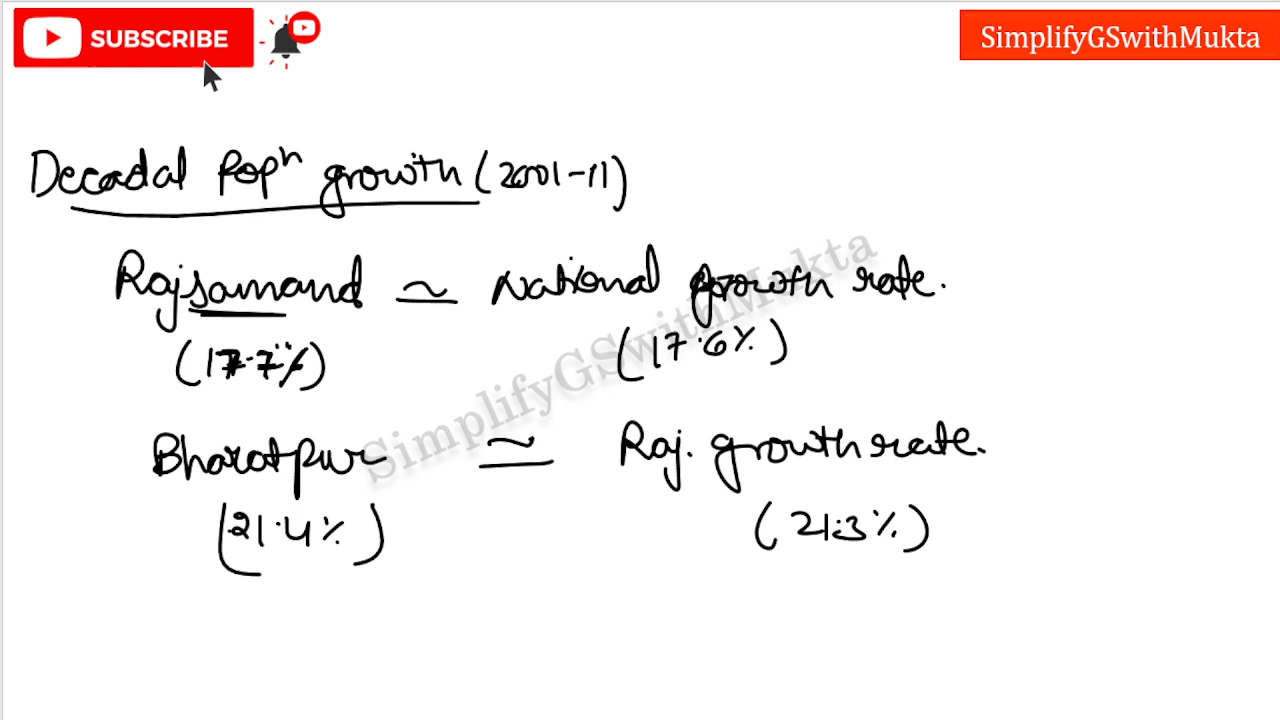 SUBSCRIBE
SimplifyGSwithMukta
Decadal Popⁿ growth (2001-11)
Rajsamand ≃ National growth rate.
(17.7%) (17.6%)
SimplifyGSwithMukta
Bharatpur ≃ Raj. growth rate.
(21.4%) (21.3%)